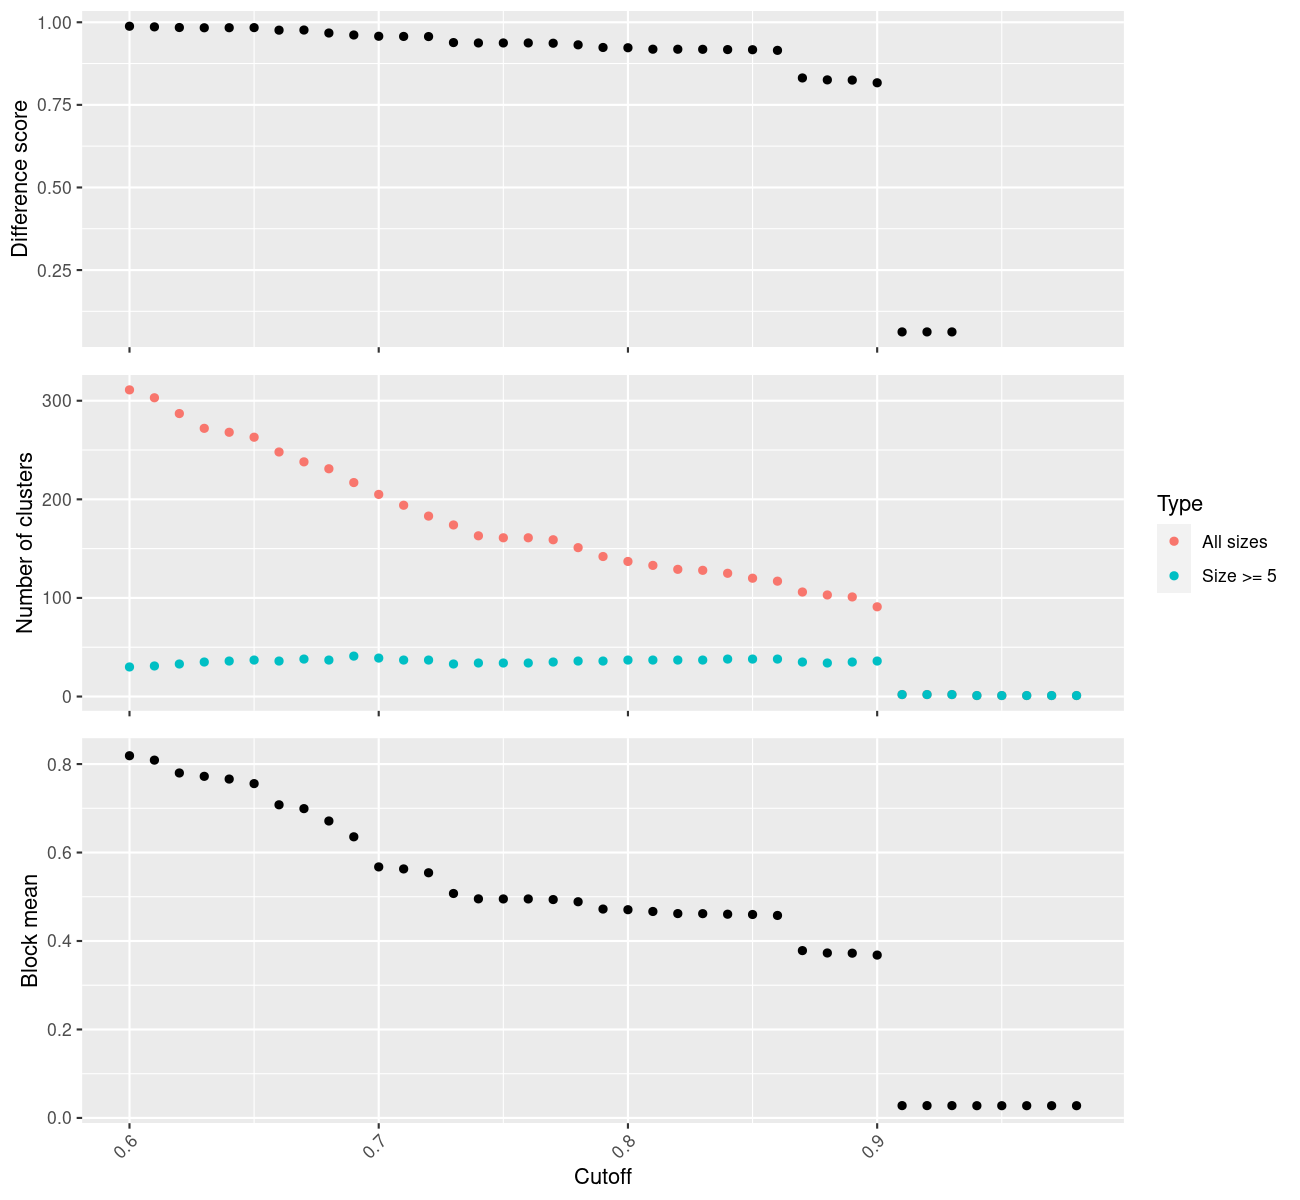 Difference score
1.00
0.75
0.50
0.25
Number of clusters
300
200
100
0
Type
All sizes
Size >= 5
Block mean
0.8
0.6
0.4
0.2
0.0
0.6 0.7 0.8 0.9
Cutoff